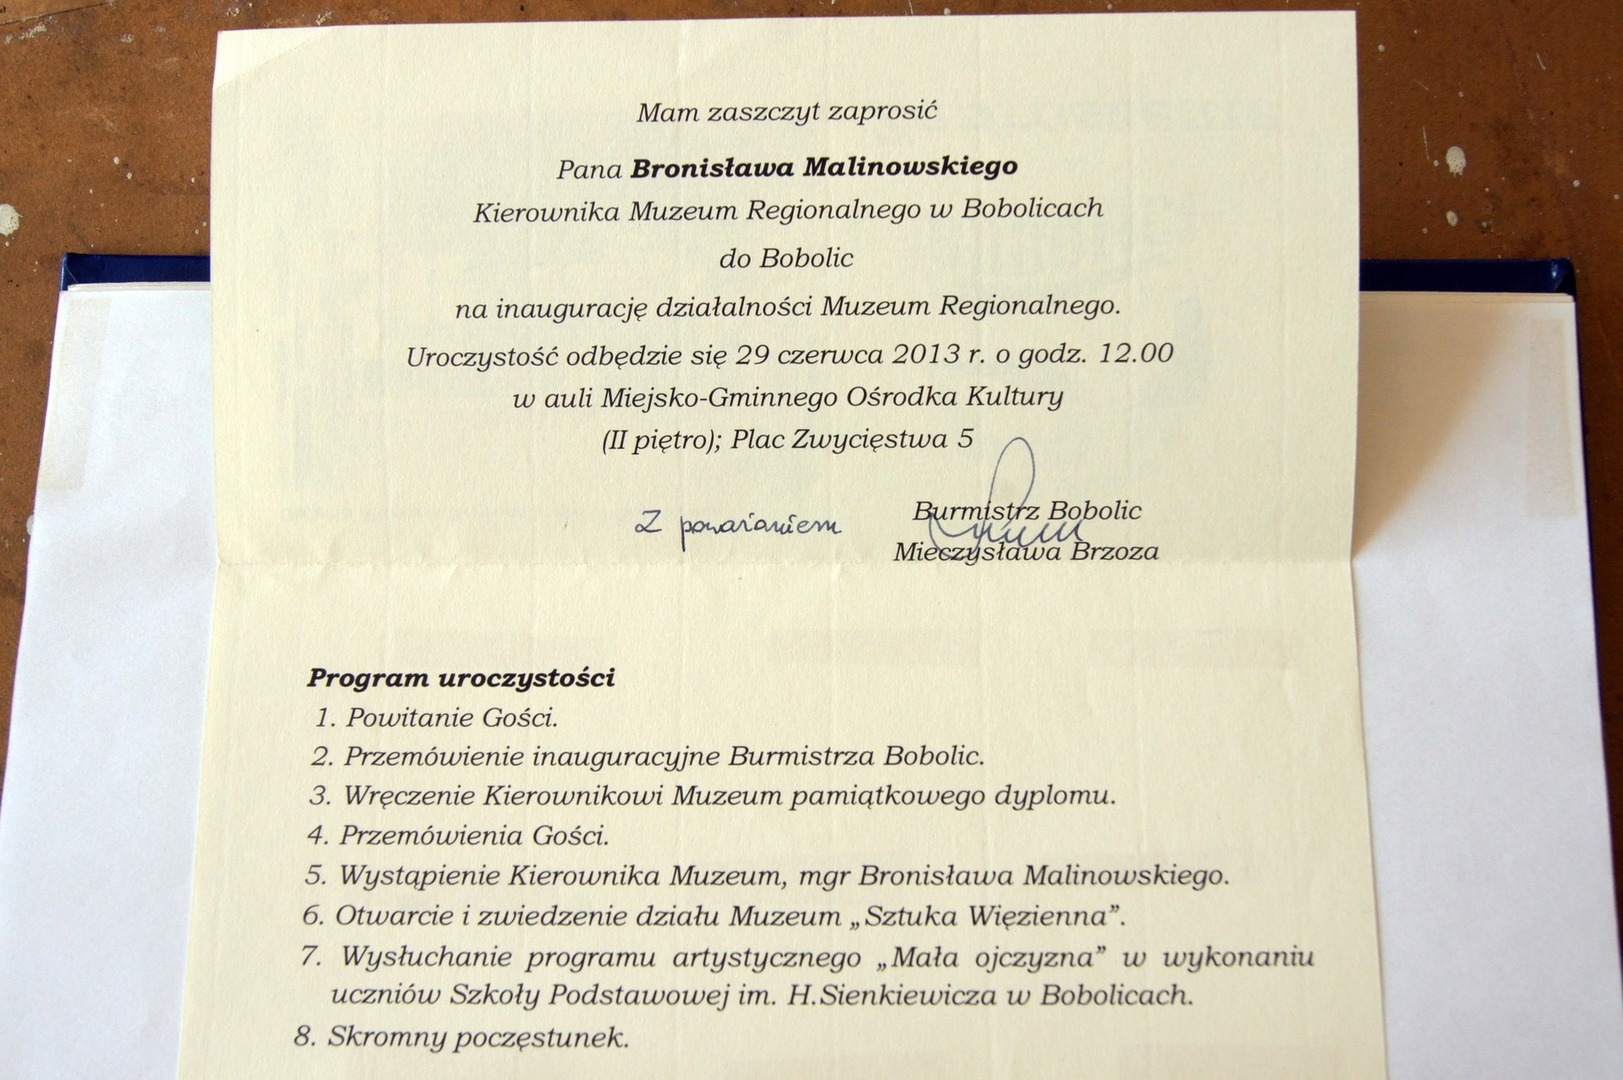 Mam zaszczyt zaprosić
Pana Bronisława Malinowskiego
Kierownika Muzeum Regionalnego w Bobolicach
do Bobolic
na inaugurację działalności Muzeum Regionalnego.
Uroczystość odbędzie się 29 czerwca 2013 r. o godz. 12.00
w auli Miejsko-Gminnego Ośrodka Kultury
(II piętro); Plac Zwycięstwa 5
Z poważaniem
Burmistrz Bobolic
Mieczysława Brzoza
Program uroczystości
1. Powitanie Gości.
2. Przemówienie inauguracyjne Burmistrza Bobolic.
3. Wręczenie Kierownikowi Muzeum pamiątkowego dyplomu.
4. Przemówienia Gości.
5. Wystąpienie Kierownika Muzeum, mgr Bronisława Malinowskiego.
6. Otwarcie i zwiedzenie działu Muzeum „Sztuka Więzienna”.
7. Wysłuchanie programu artystycznego „Mała ojczyzna” w wykonaniu
uczniów Szkoły Podstawowej im. H.Sienkiewicza w Bobolicach.
8. Skromny poczęstunek.